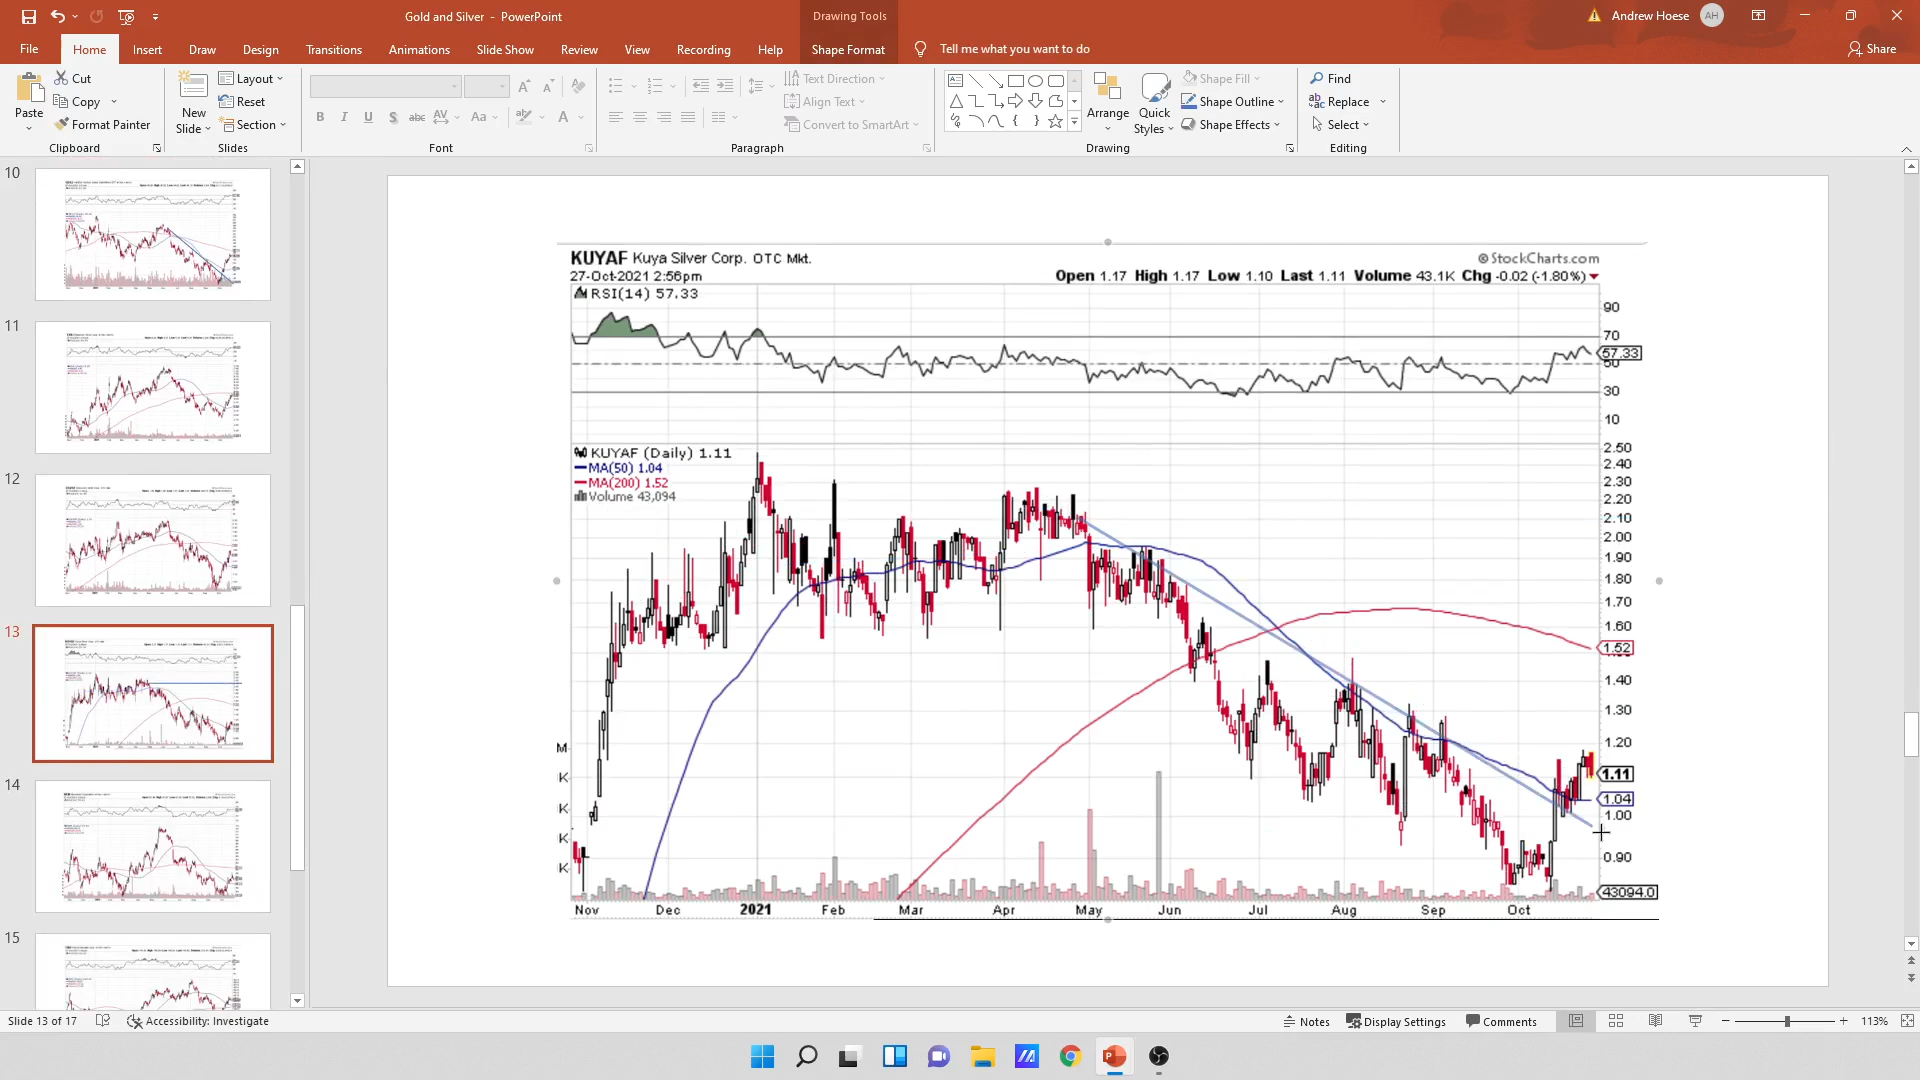 Gold and Silver - PowerPoint
Drawing Tools
Andrew Hoese
AH
File
Home
Insert
Draw
Design
Transitions
Animations
Slide Show
Review
View
Recording
Help
Shape Format
Tell me what you want to do
Share
Paste
Cut
Copy
Format Painter
Clipboard
New Slide
Layout
Reset
Section
Slides
B I U S abc AV Aa A
Font
Text Direction
Align Text
Convert to SmartArt
Paragraph
Arrange
Quick Styles
Shape Fill
Shape Outline
Shape Effects
Drawing
Find
Replace
Select
Editing
10
11
12
13
14
15
KUYAF Kuya Silver Corp. OTC Mkt.
© StockCharts.com
27-Oct-2021 2:56pm
Open 1.17 High 1.17 Low 1.10 Last 1.11 Volume 43.1K Chg -0.02 (-1.80%)
RSI(14) 57.33
90
70
57.33
50
30
10
KUYAF (Daily) 1.11
MA(50) 1.04
MA(200) 1.52
Volume 43,094
2.50
2.40
2.30
2.20
2.10
2.00
1.90
1.80
1.70
1.60
1.52
1.40
1.30
1.20
1.11
1.04
1.00
0.90
43094.0
M
K
K
K
K
Nov Dec 2021 Feb Mar Apr May Jun Jul Aug Sep Oct
Slide 13 of 17
Accessibility: Investigate
Notes
Display Settings
Comments
113%